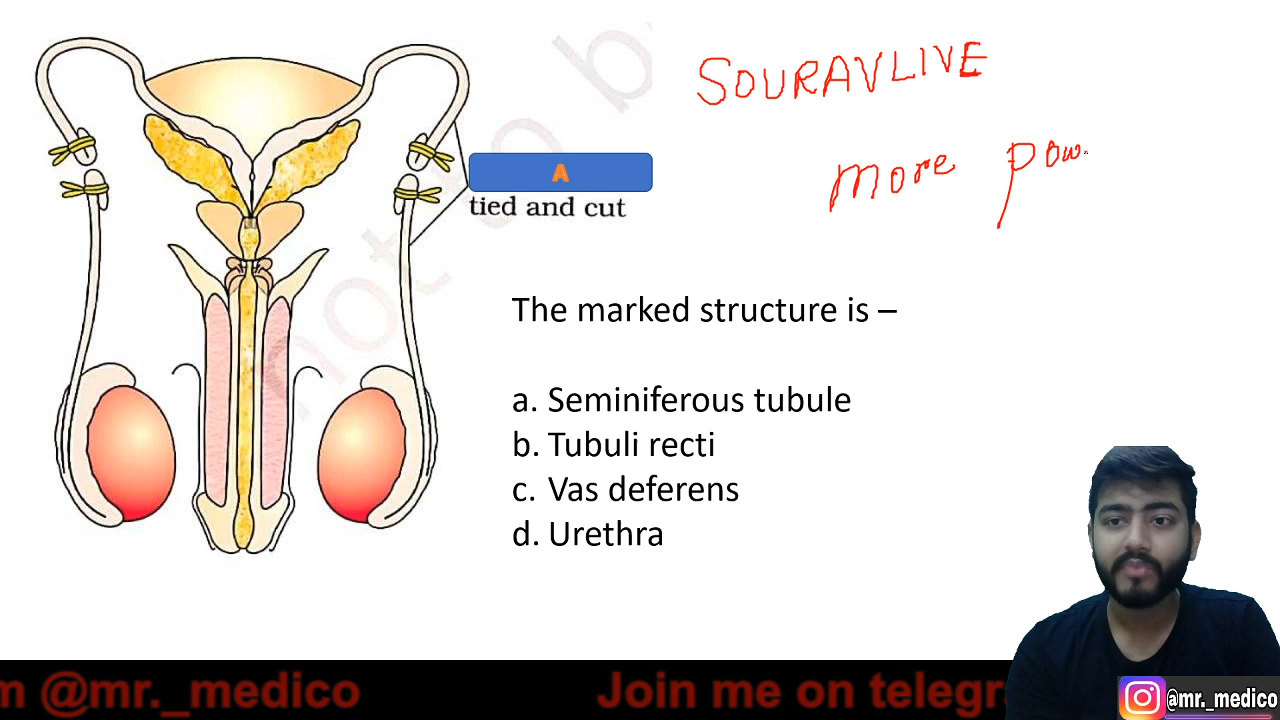 SOURAVLIVE
more pow
A
tied and cut
The marked structure is –
a. Seminiferous tubule
b. Tubuli recti
c. Vas deferens
d. Urethra
m @mr._medico Join me on telegr
@mr._medico